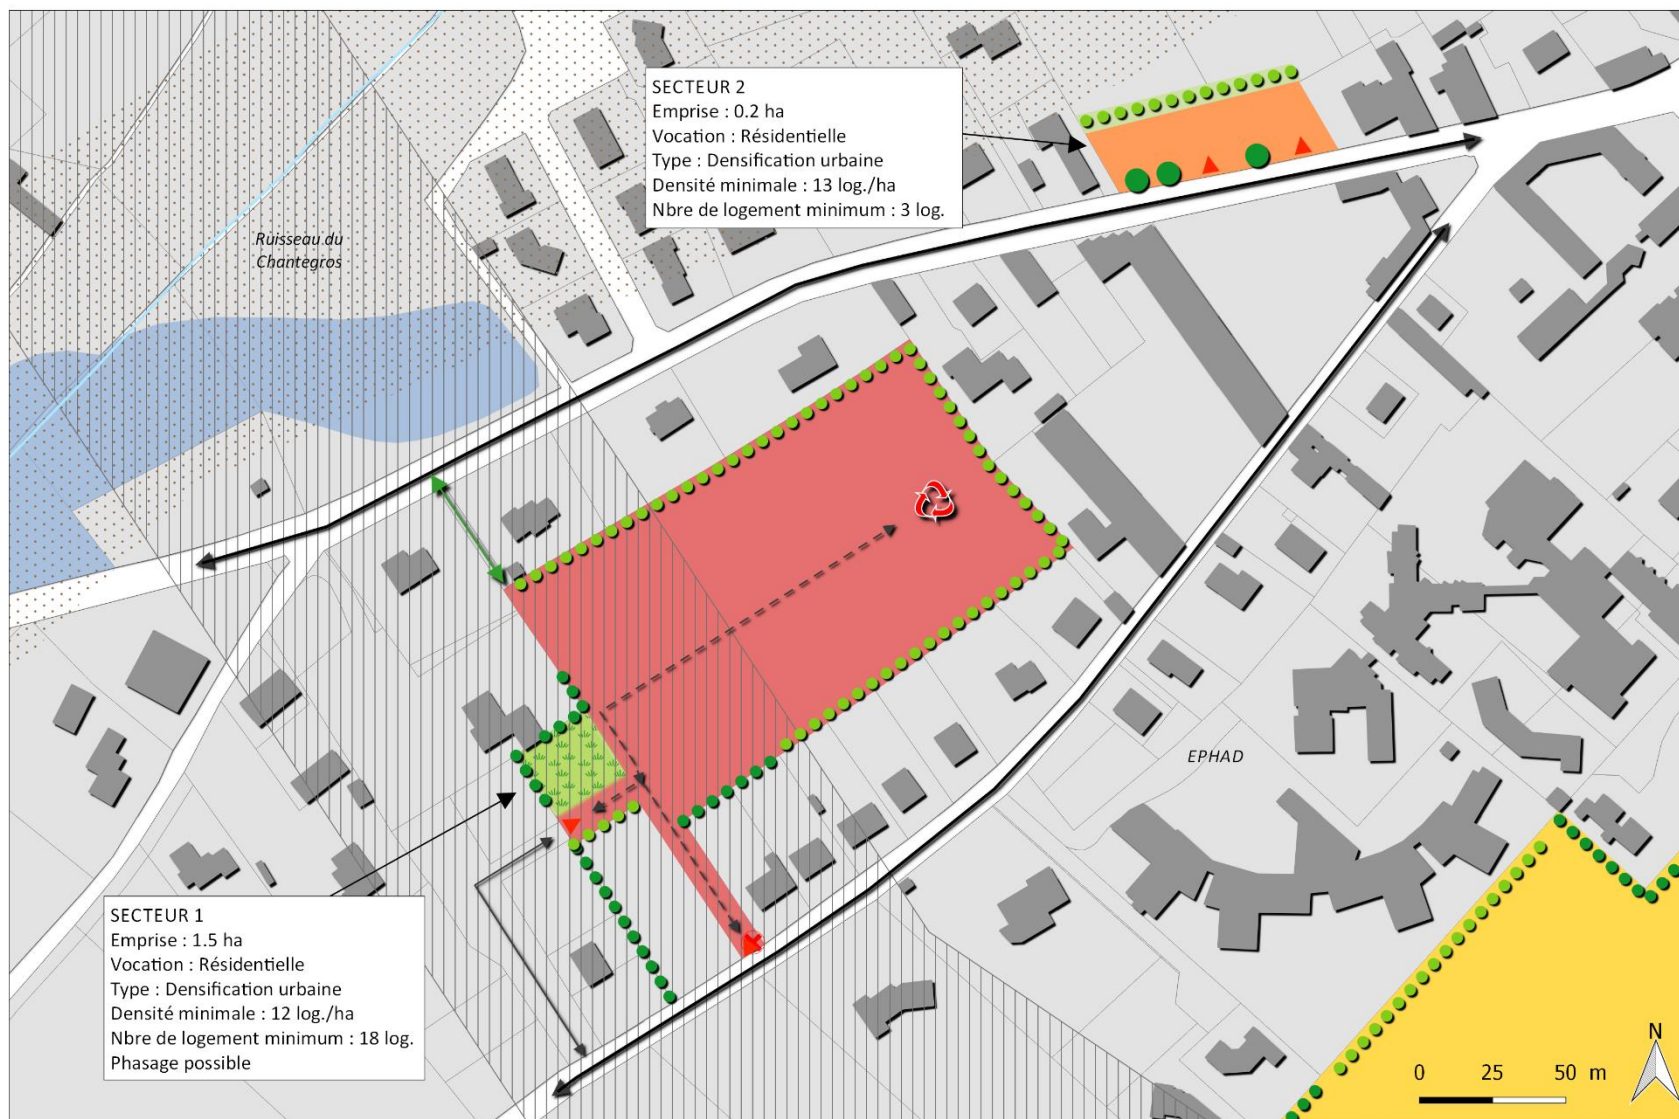 SECTEUR 2
Emprise : 0.2 ha
Vocation : Résidentielle
Type : Densification urbaine
Densité minimale : 13 log./ha
Nbre de logement minimum : 3 log.
Ruisseau du
Chantegros
EPHAD
SECTEUR 1
Emprise : 1.5 ha
Vocation : Résidentielle
Type : Densification urbaine
Densité minimale : 12 log./ha
Nbre de logement minimum : 18 log.
Phasage possible
N
0 25 50 m